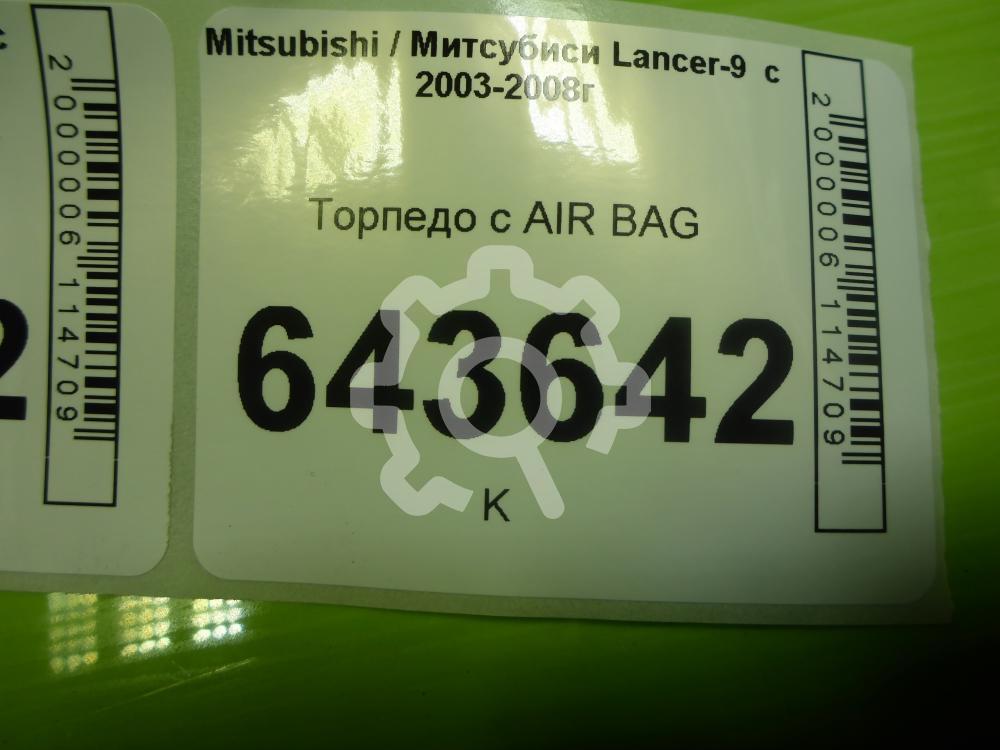 Mitsubishi / Митсубиси Lancer-9 с
2003-2008г
Торпедо с AIR BAG
643642
К
2000006114709
2000006114709
2